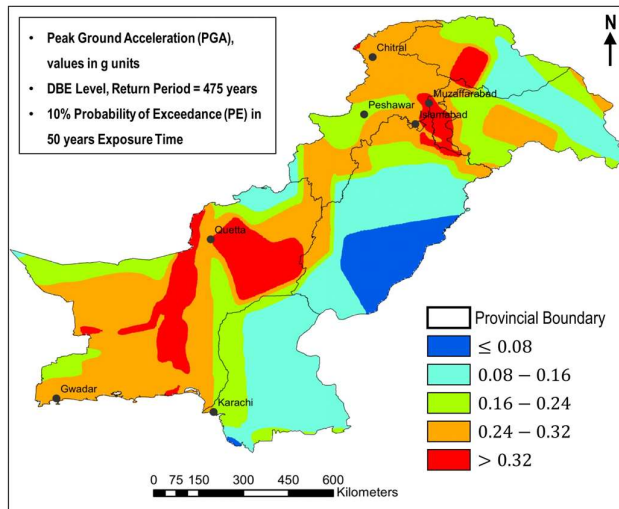 • Peak Ground Acceleration (PGA),
values in g units
• DBE Level, Return Period = 475 years
• 10% Probability of Exceedance (PE) in
50 years Exposure Time
N
Chitral
Muzaffarabad
Peshawar
Islamabad
Quetta
Gwadar
Karachi
Provincial Boundary
≤ 0.08
0.08 − 0.16
0.16 − 0.24
0.24 − 0.32
> 0.32
0 75 150 300 450 600
Kilometers